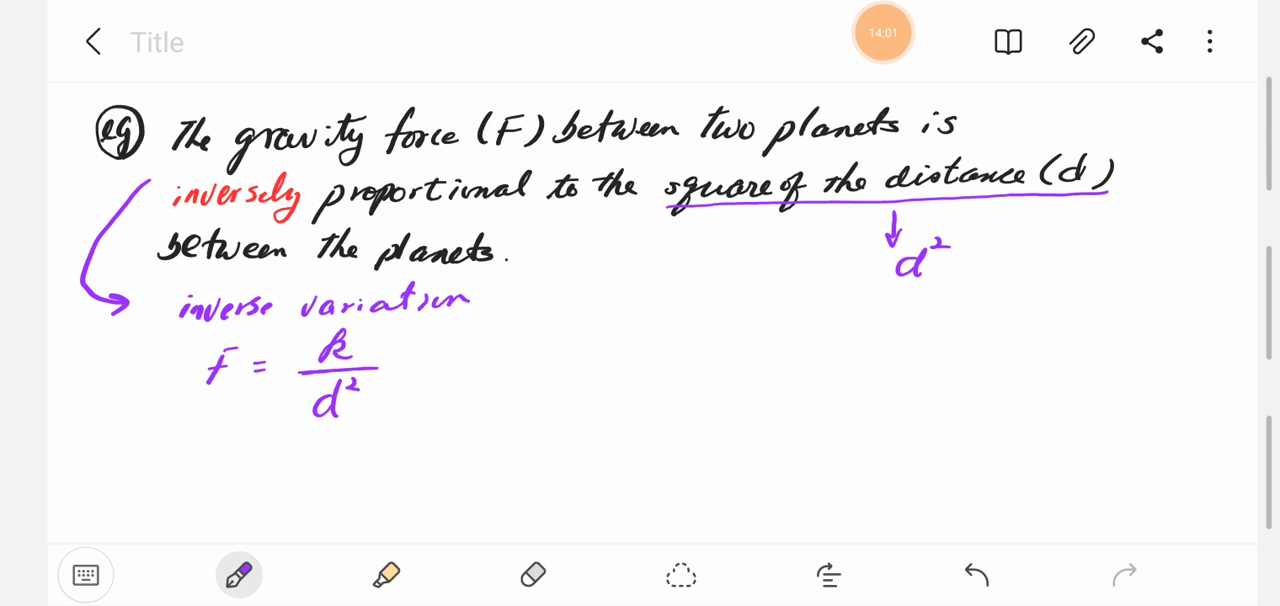 Title
14:01
eg The gravity force (F) between two planets is
inversely proportional to the square of the distance (d)
between the planets.
d²
inverse variation
F = k
d²